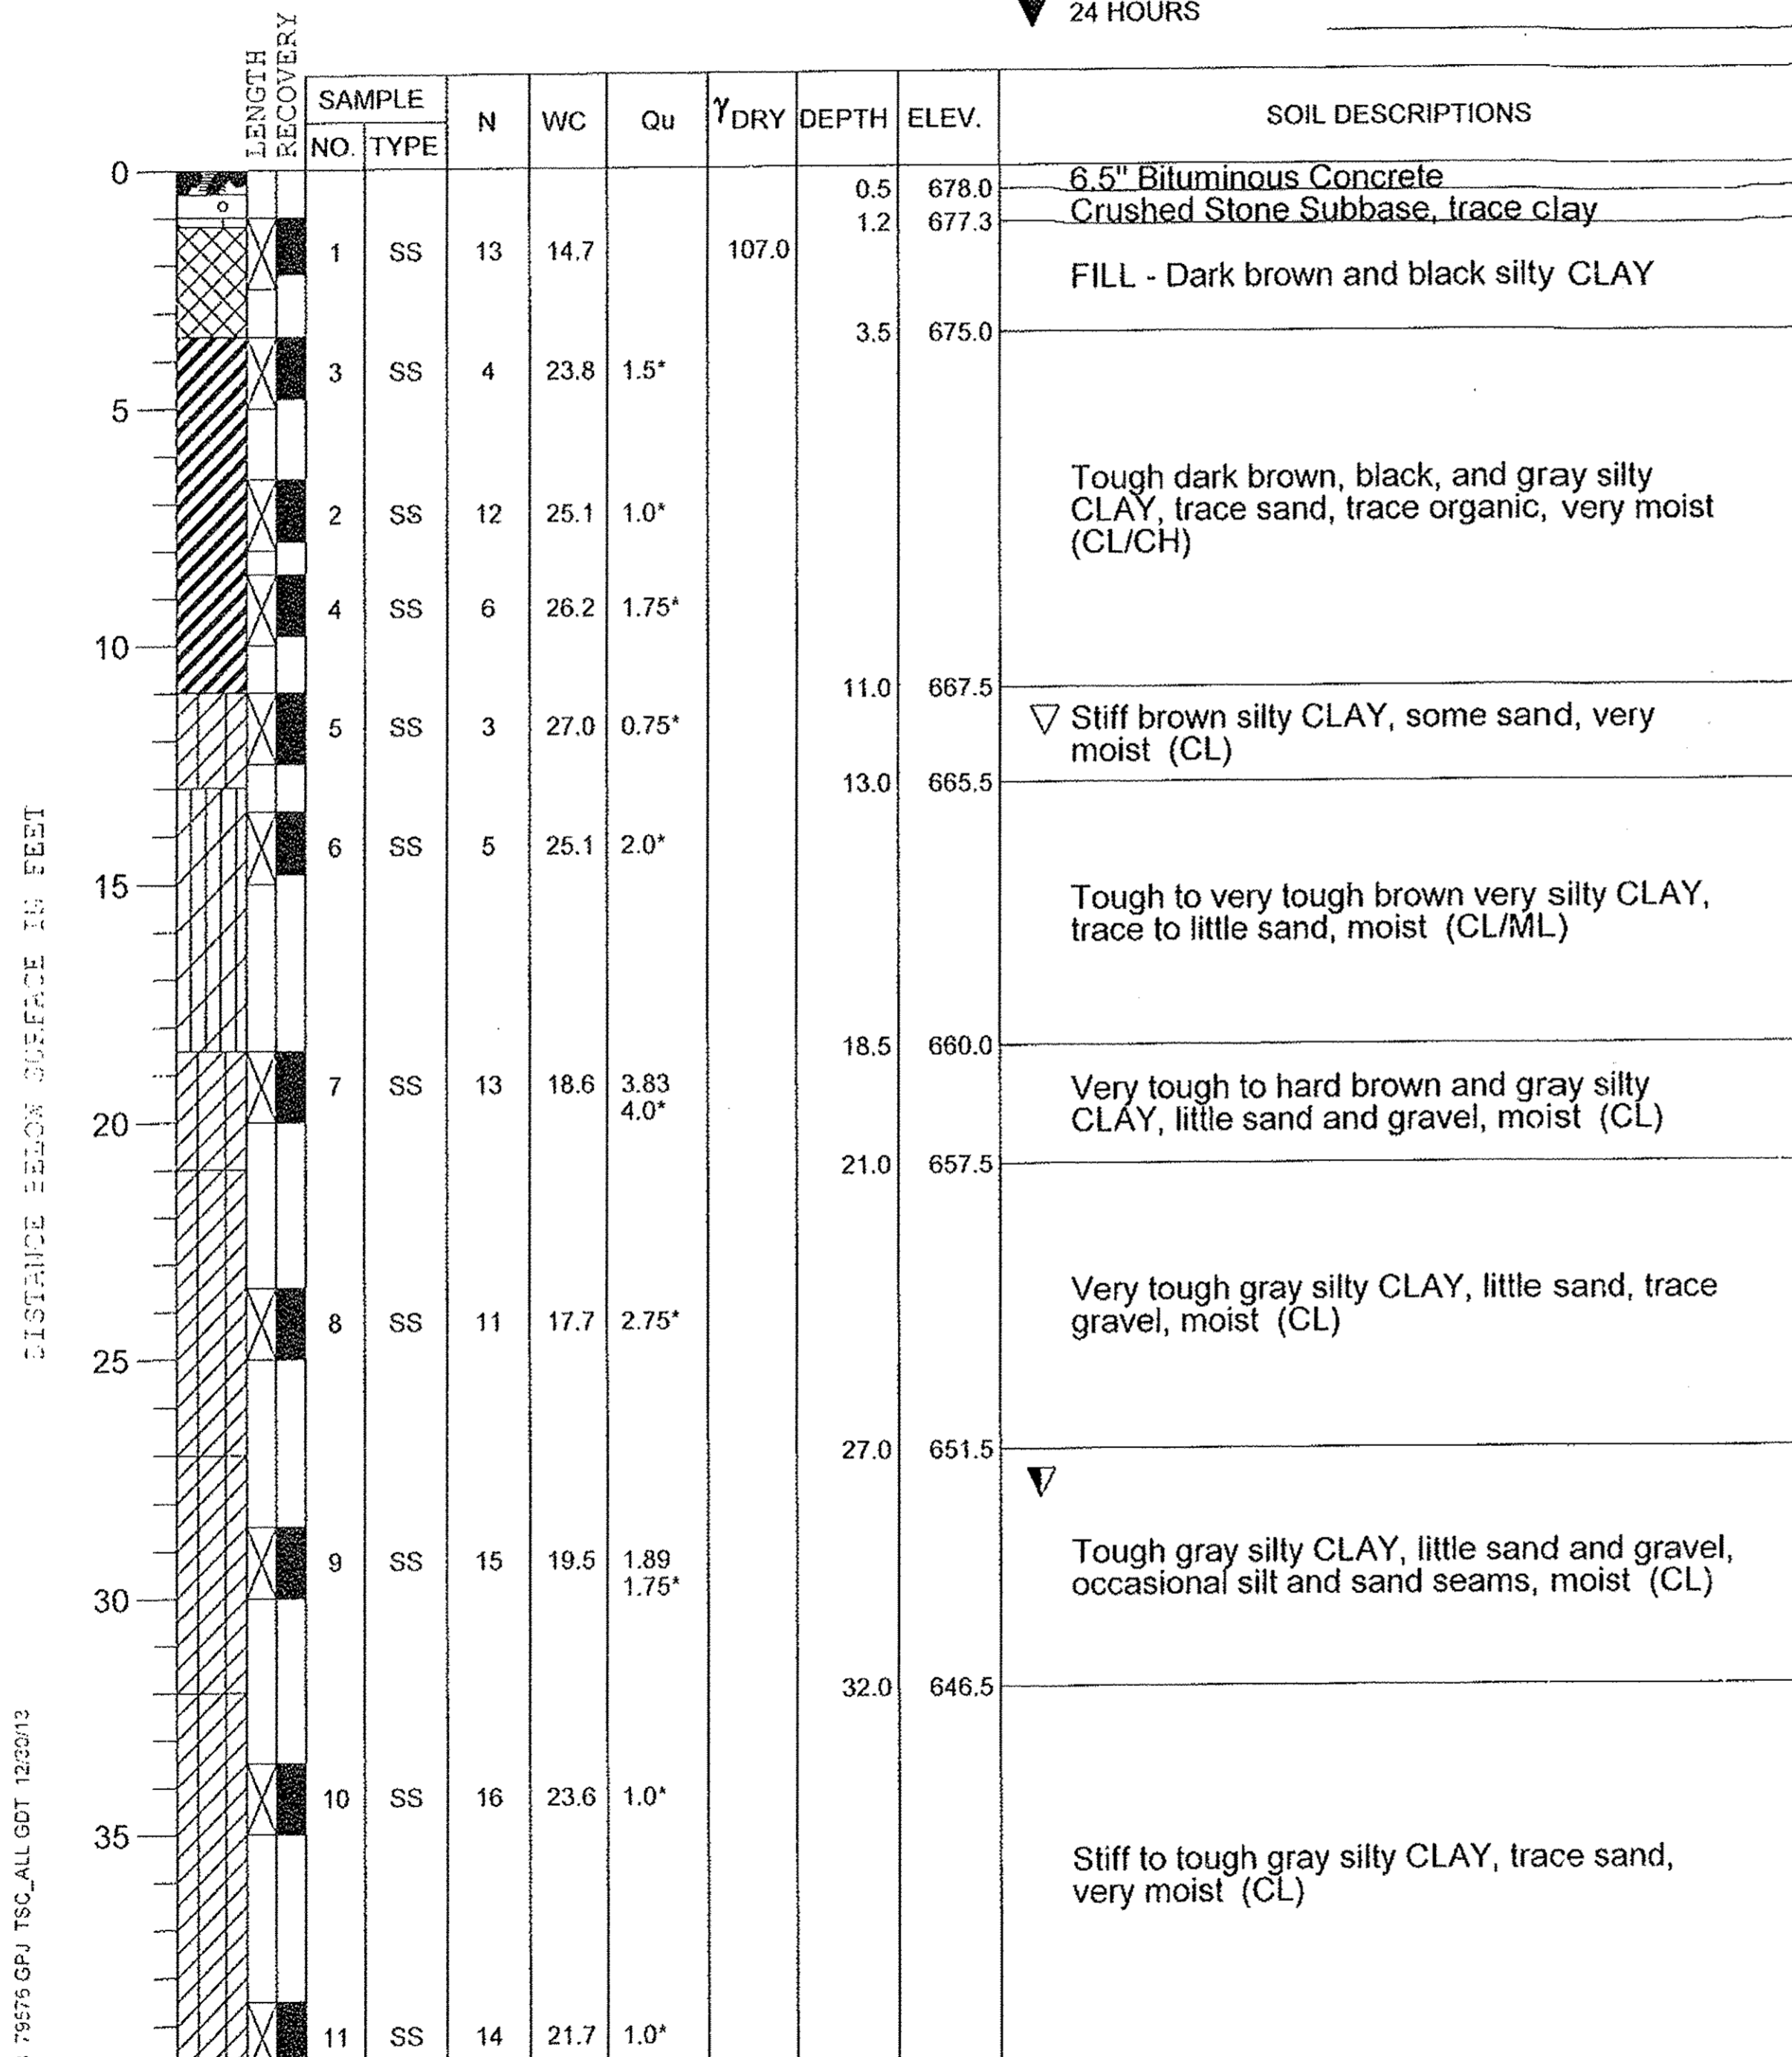 24 HOURS
LENGTH
RECOVERY
SAMPLE
NO. TYPE N WC Qu γDRY DEPTH ELEV. SOIL DESCRIPTIONS
0
0.5 678.0 6.5" Bituminous Concrete
1.2 677.3 Crushed Stone Subbase, trace clay
1 SS 13 14.7 107.0
FILL - Dark brown and black silty CLAY
3.5 675.0
3 SS 4 23.8 1.5*
5
Tough dark brown, black, and gray silty
CLAY, trace sand, trace organic, very moist
(CL/CH)
2 SS 12 25.1 1.0*
4 SS 6 26.2 1.75*
10
11.0 667.5
Stiff brown silty CLAY, some sand, very
moist (CL)
5 SS 3 27.0 0.75*
13.0 665.5
6 SS 5 25.1 2.0*
15
Tough to very tough brown very silty CLAY,
trace to little sand, moist (CL/ML)
18.5 660.0
7 SS 13 18.6 3.83
4.0*
Very tough to hard brown and gray silty
CLAY, little sand and gravel, moist (CL)
20
21.0 657.5
Very tough gray silty CLAY, little sand, trace
gravel, moist (CL)
8 SS 11 17.7 2.75*
25
27.0 651.5
Tough gray silty CLAY, little sand and gravel,
occasional silt and sand seams, moist (CL)
9 SS 15 19.5 1.89
1.75*
30
32.0 646.5
10 SS 16 23.6 1.0*
35
Stiff to tough gray silty CLAY, trace sand,
very moist (CL)
11 SS 14 21.7 1.0*
DISTANCE BELOW SURFACE IN FEET
79575 GPJ TSC_ALL GDT 12/30/13